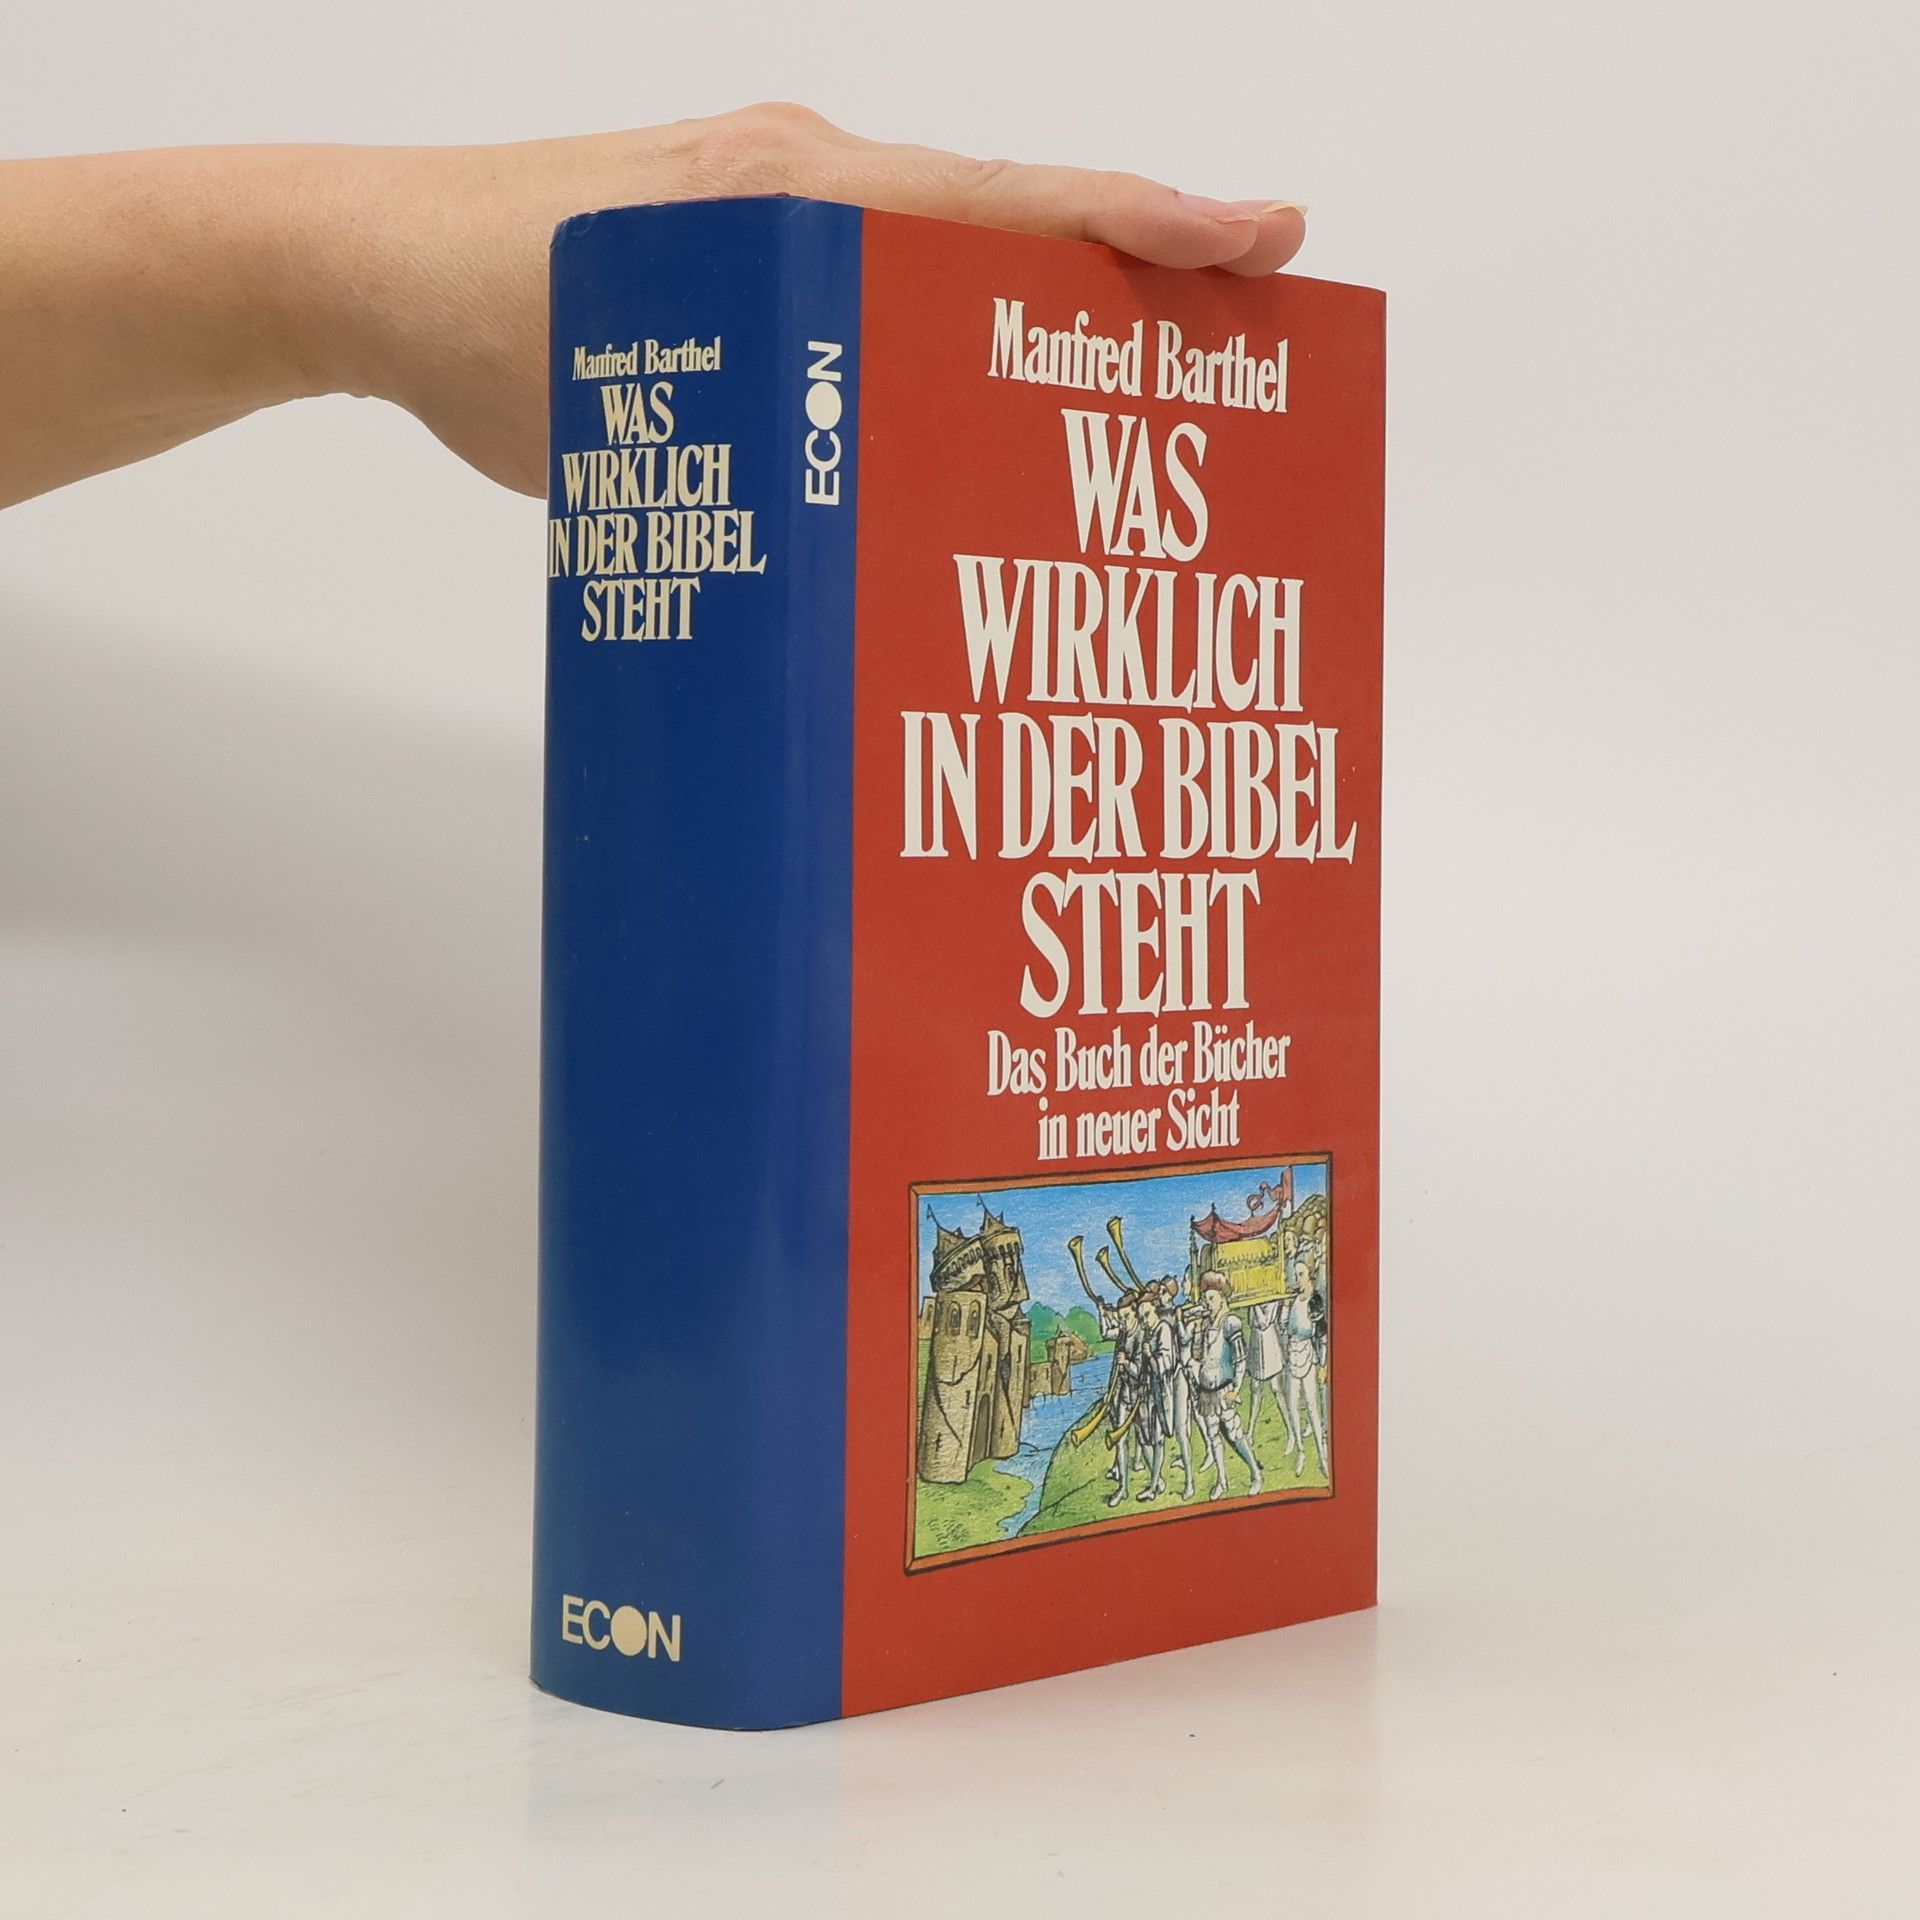 Manfred Barthel
WAS
WIRKLICH
IN DER BIBEL
STEHT
ECON
ECON
Manfred Barthel
WAS
WIRKLICH
IN DER BIBEL
STEHT
Das Buch der Bücher
in neuer Sicht